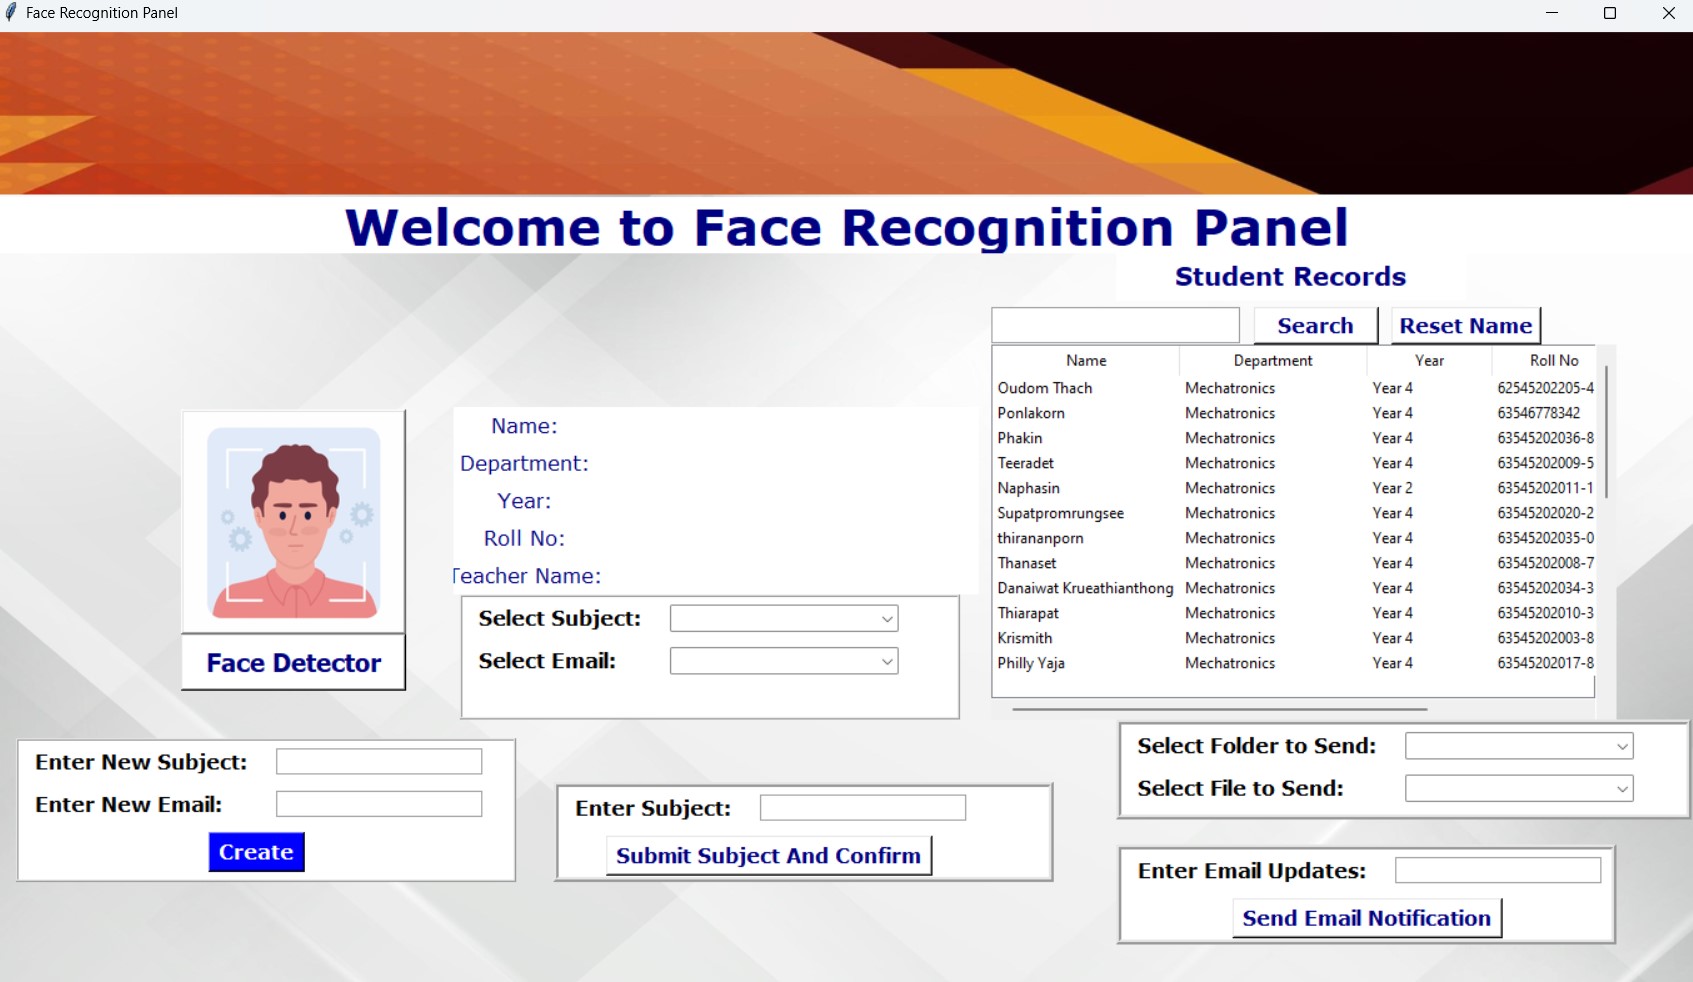 Face Recognition Panel
Welcome to Face Recognition Panel
Student Records
Search Reset Name
Name Department Year Roll No
Oudom Thach Mechatronics Year 4 62545202205-4
Ponlakorn Mechatronics Year 4 63546778342
Phakin Mechatronics Year 4 63545202036-8
Teeradet Mechatronics Year 4 63545202009-5
Naphasin Mechatronics Year 2 63545202011-1
Supatpromrungsee Mechatronics Year 4 63545202020-2
thirananporn Mechatronics Year 4 63545202035-0
Thanaset Mechatronics Year 4 63545202008-7
Danaiwat Krueathianthong Mechatronics Year 4 63545202034-3
Thiarapat Mechatronics Year 4 63545202010-3
Krismith Mechatronics Year 4 63545202003-8
Philly Yaja Mechatronics Year 4 63545202017-8
Name:
Department:
Year:
Roll No:
Teacher Name:
Face Detector
Select Subject:
Select Email:
Enter New Subject:
Enter New Email:
Create
Enter Subject:
Submit Subject And Confirm
Select Folder to Send:
Select File to Send:
Enter Email Updates:
Send Email Notification